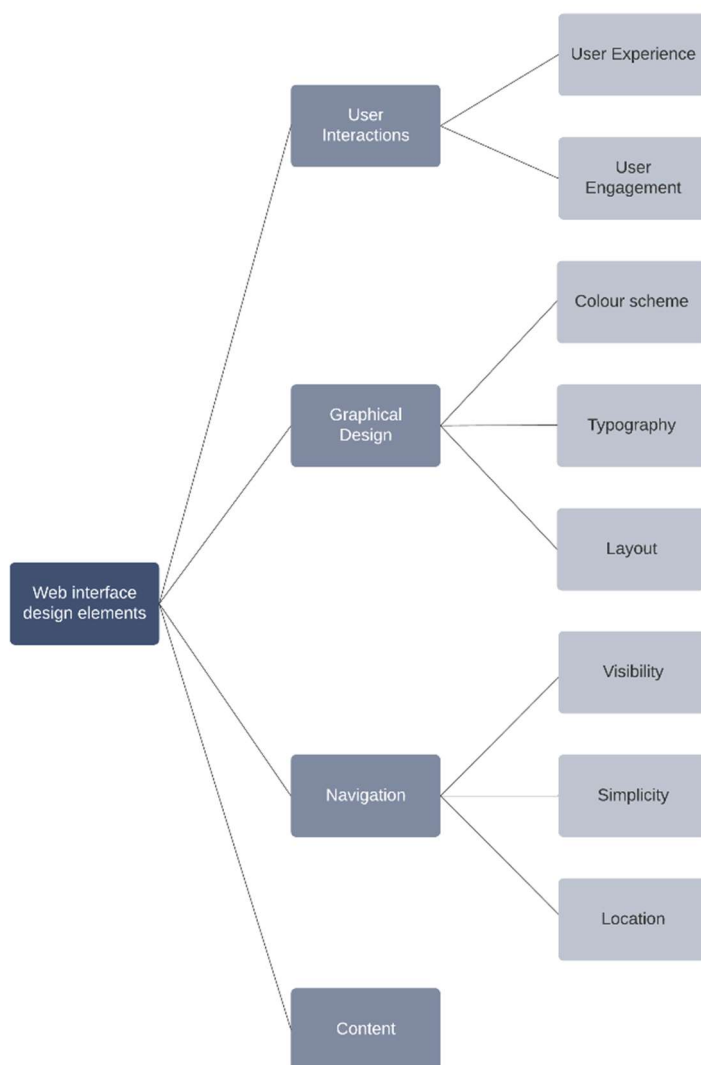 Web interface
design elements
User
Interactions
User Experience
User
Engagement
Graphical
Design
Colour scheme
Typography
Layout
Navigation
Visibility
Simplicity
Location
Content